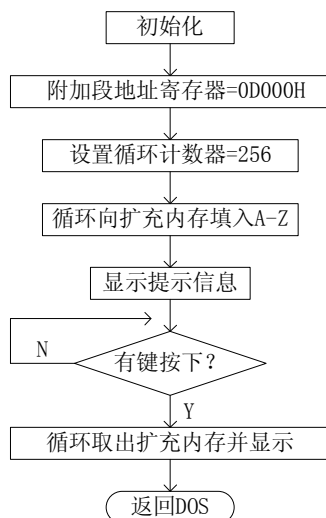 初始化
附加段地址寄存器=0D000H
设置循环计数器=256
循环向扩充内存填入A-Z
显示提示信息
N
有键按下?
Y
循环取出扩充内存并显示
返回DOS